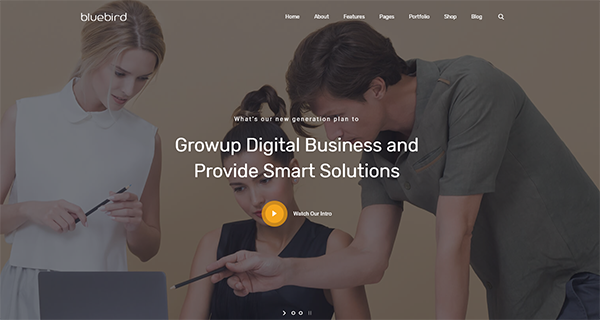 bluebird
Home About Features Pages Portfolio Shop Blog
What's our new generation plan to
Growup Digital Business and
Provide Smart Solutions
Watch Our Intro